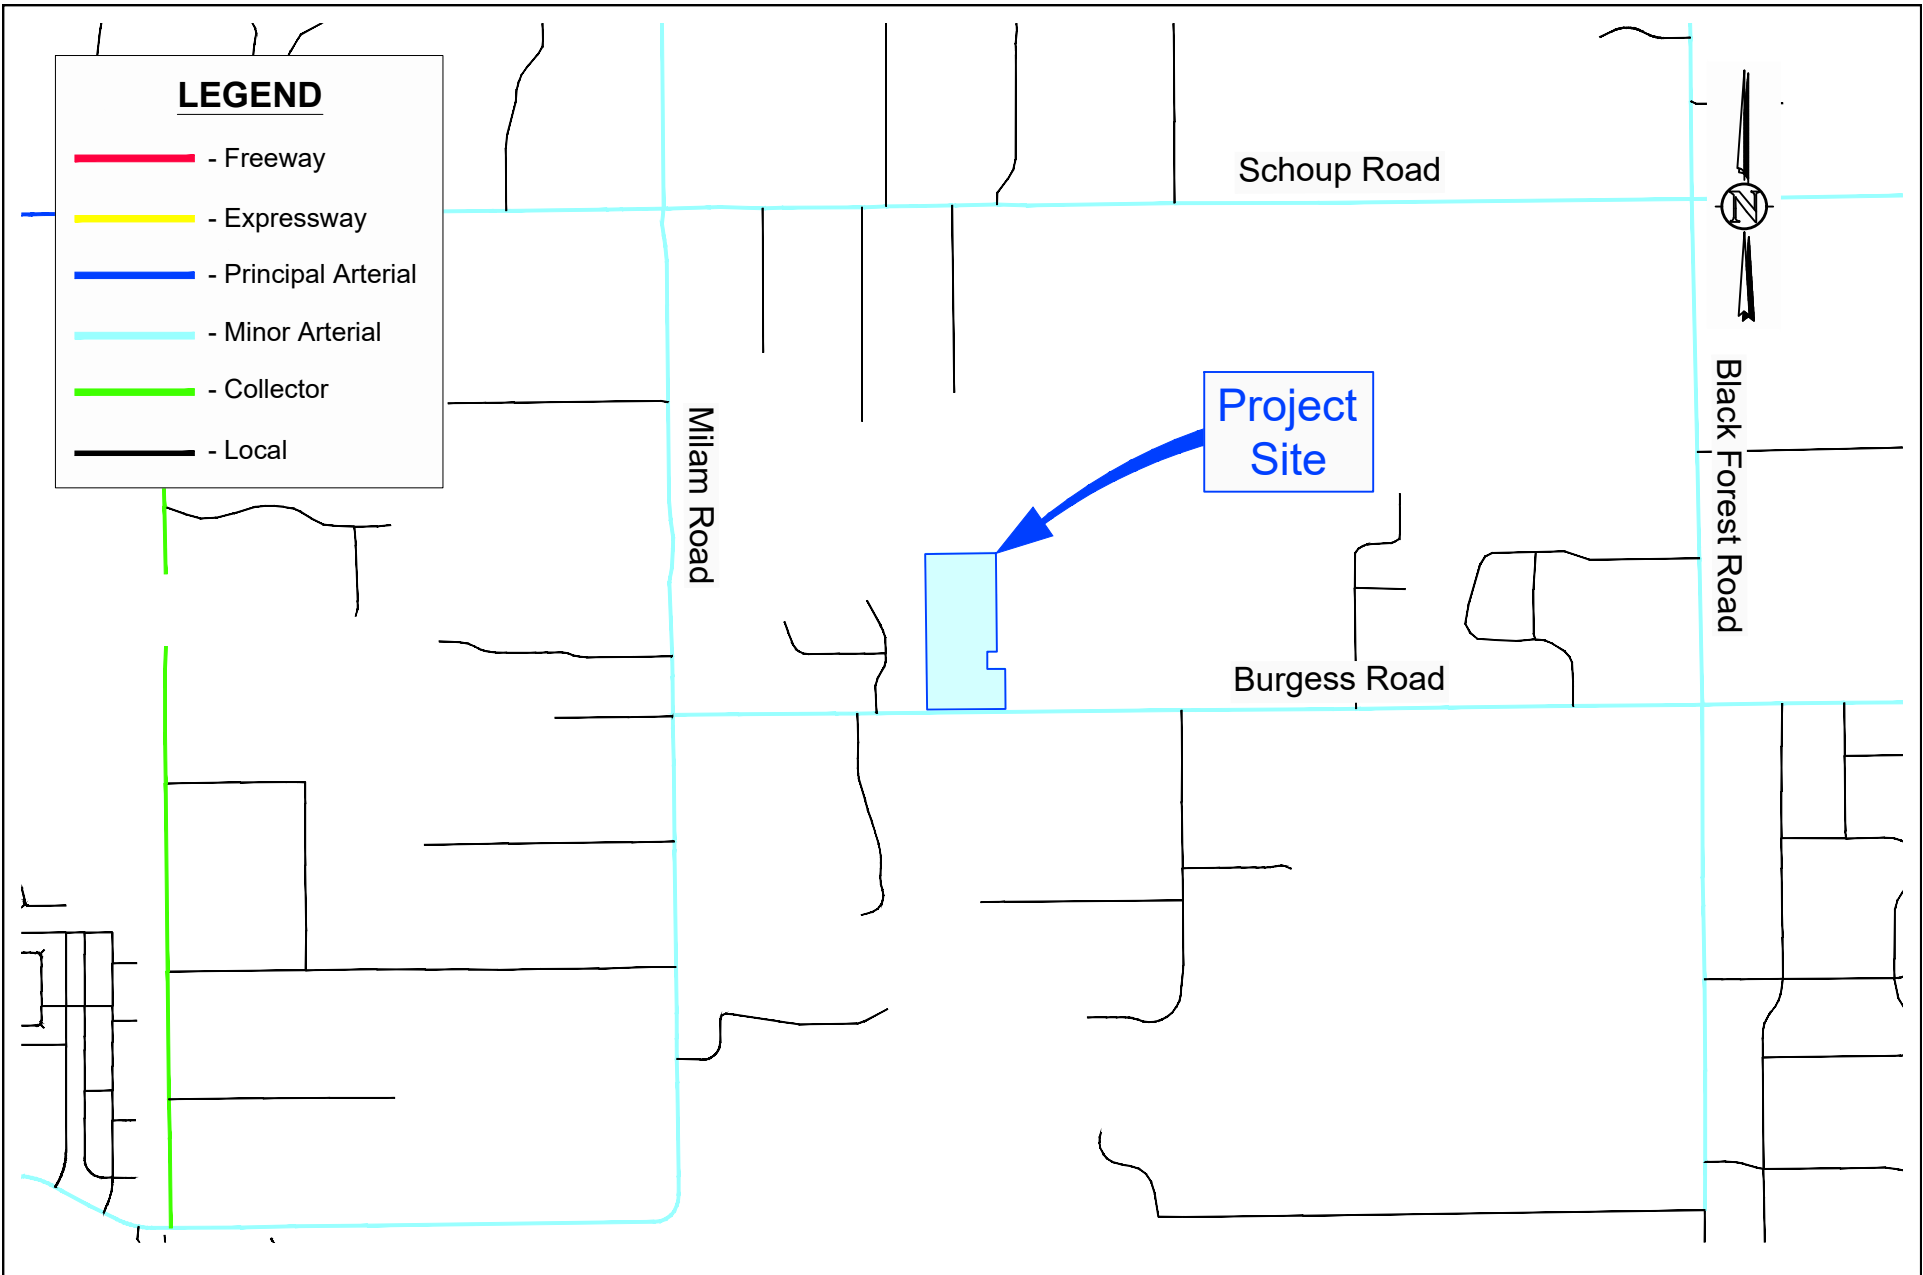 LEGEND
- Freeway
- Expressway
- Principal Arterial
- Minor Arterial
- Collector
- Local
Schoup Road
N
Milam Road
Project
Site
Black Forest Road
Burgess Road